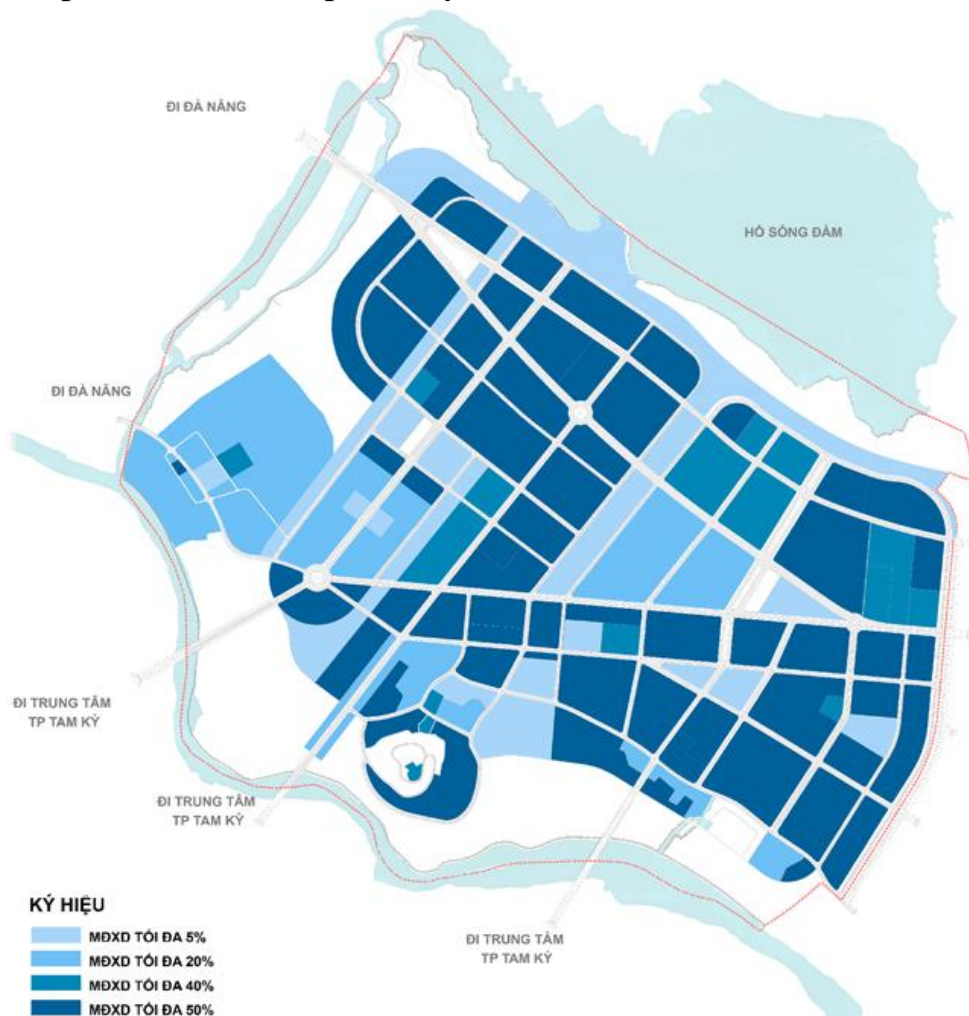 ĐI ĐÀ NẴNG
HỒ SÔNG ĐẦM
ĐI ĐÀ NẴNG
ĐI TRUNG TÂM
TP TAM KỲ
ĐI TRUNG TÂM
TP TAM KỲ
ĐI TRUNG TÂM
TP TAM KỲ
KÝ HIỆU
MĐXD TỐI ĐA 5%
MĐXD TỐI ĐA 20%
MĐXD TỐI ĐA 40%
MĐXD TỐI ĐA 50%